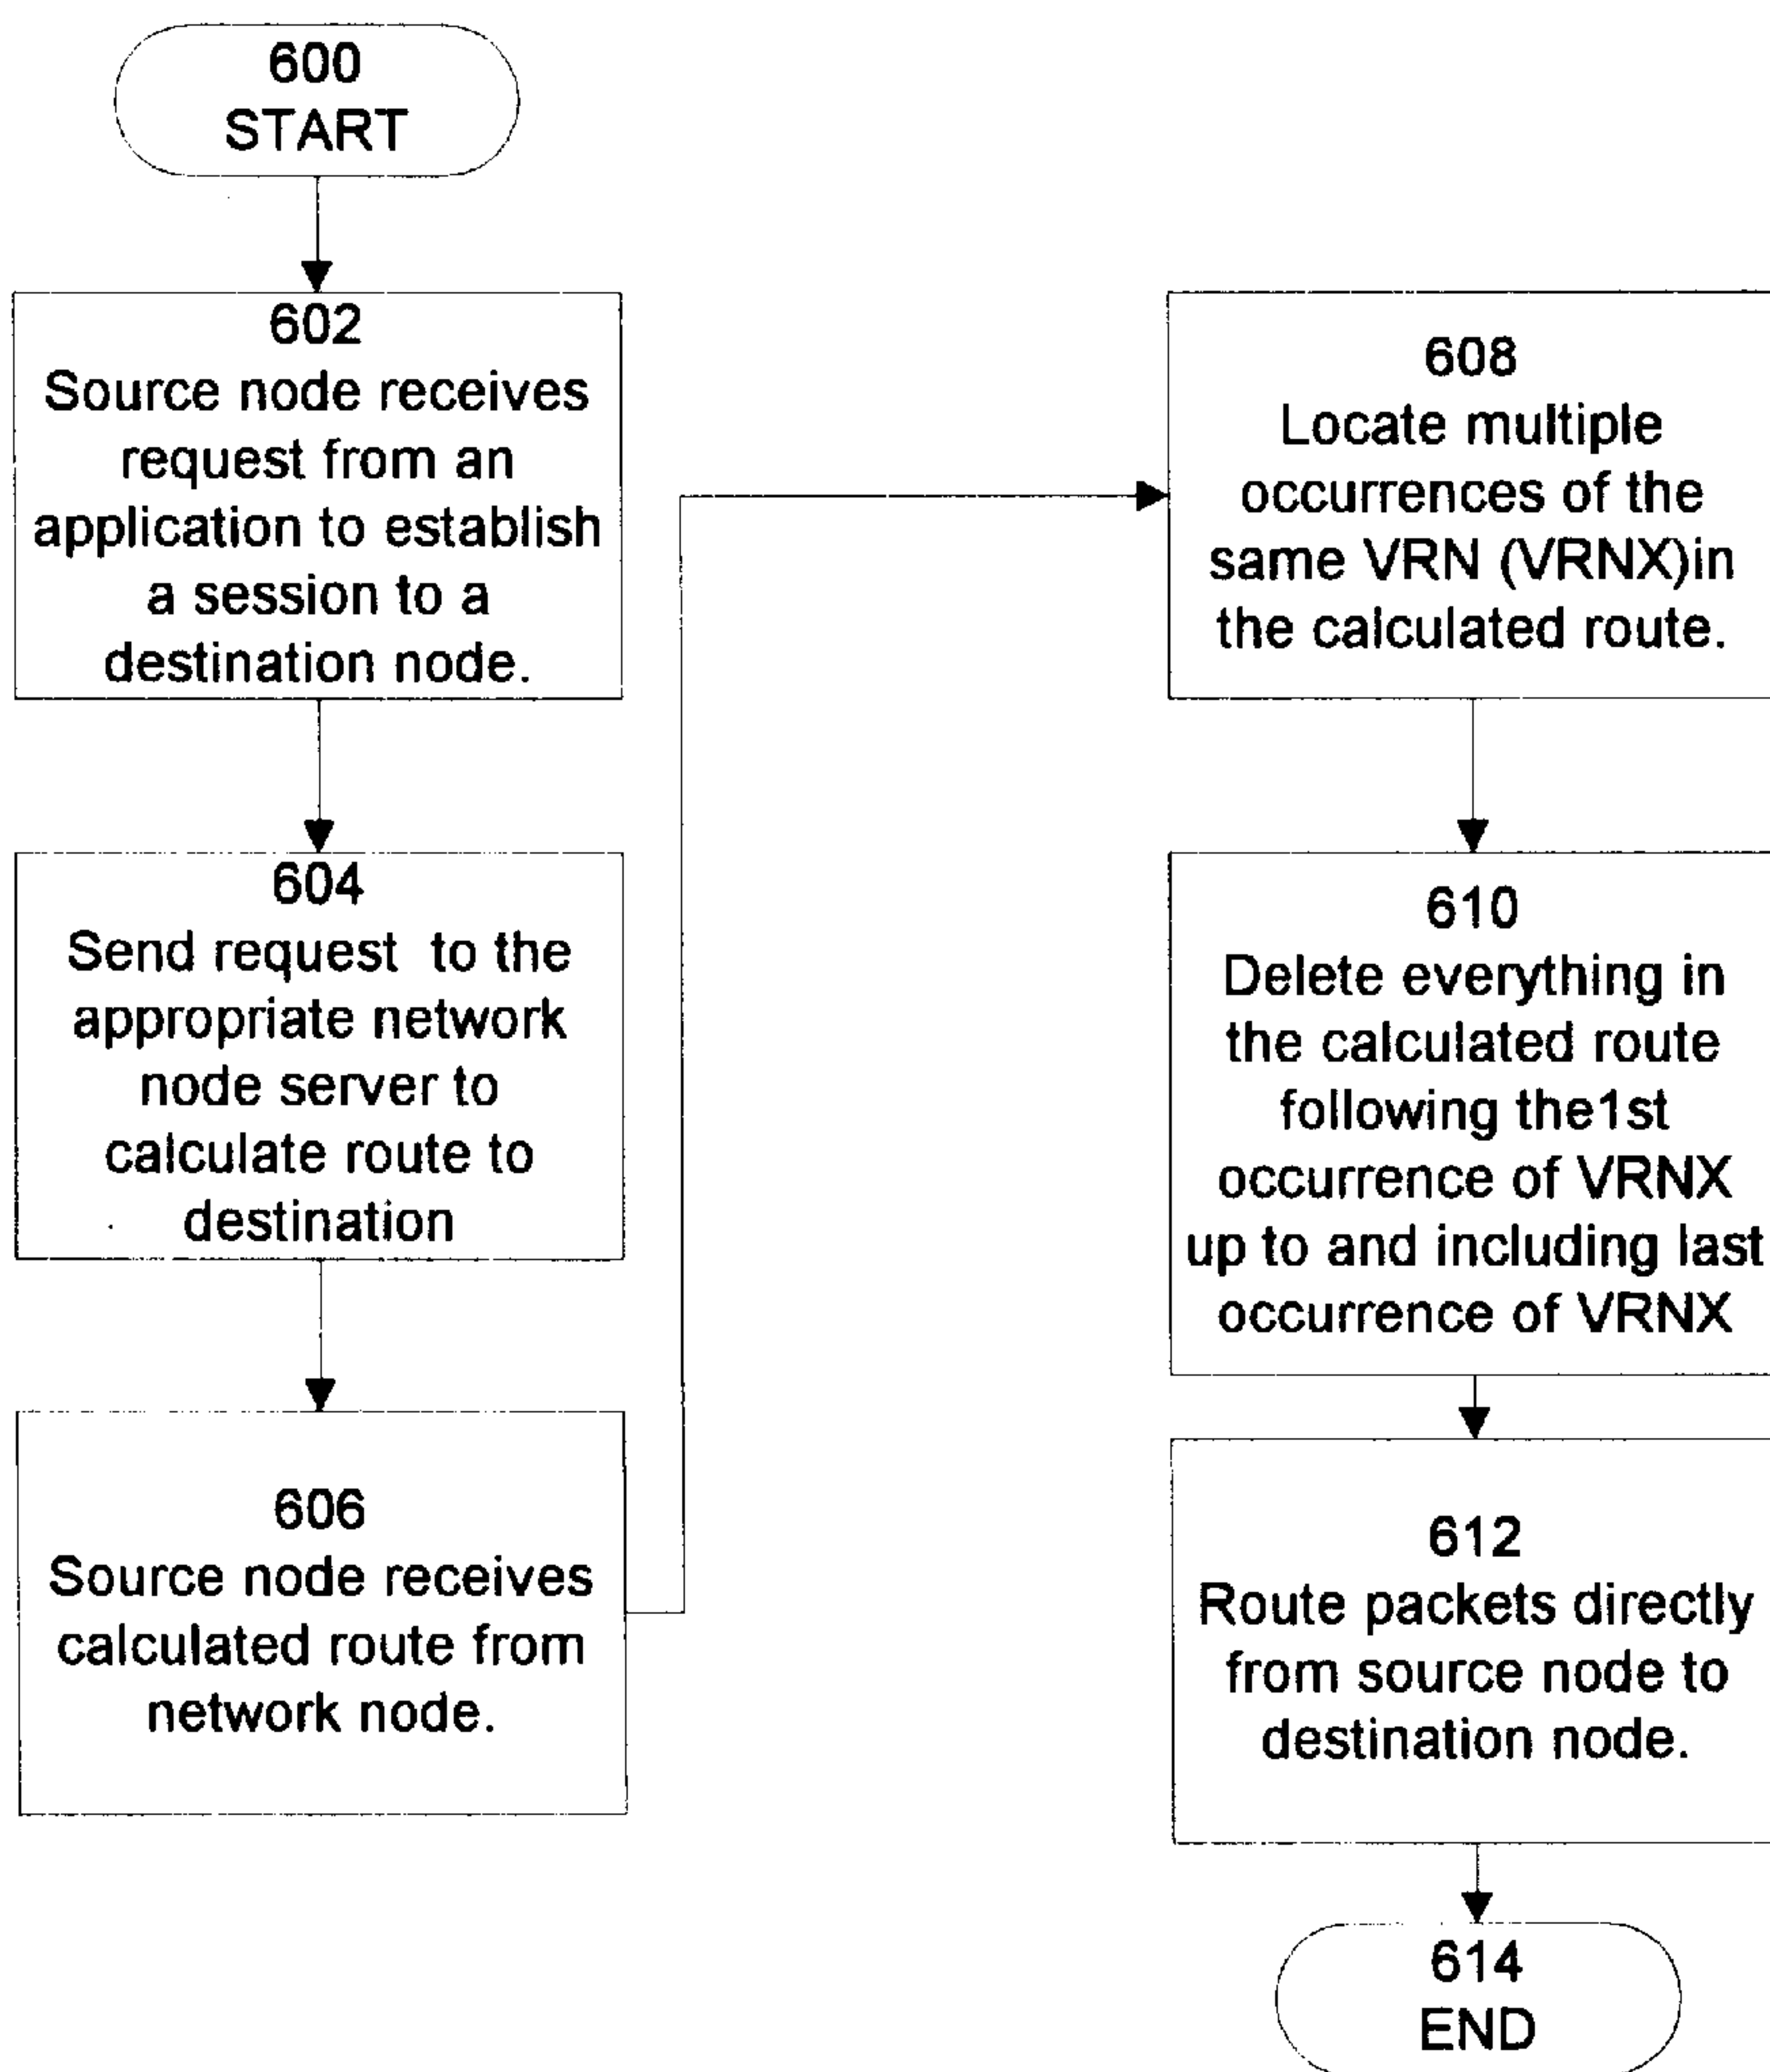 600
START
602
Source node receives
request from an
application to establish
a session to a
destination node.
604
Send request to the
appropriate network
node server to
calculate route to
destination
606
Source node receives
calculated route from
network node.
608
Locate multiple
occurrences of the
same VRN (VRNX)in
the calculated route.
610
Delete everything in
the calculated route
following the1st
occurrence of VRNX
up to and including last
occurrence of VRNX
612
Route packets directly
from source node to
destination node.
614
END